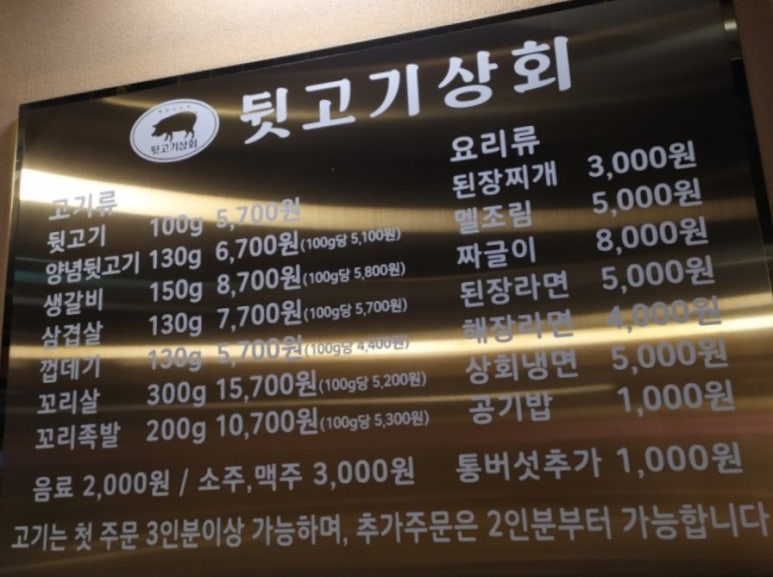 뒷고기상회
뒷고기상회
고기류
뒷고기 100g 5,700원
양념뒷고기 130g 6,700원(100g당 5,100원)
생갈비 150g 8,700원(100g당 5,800원)
삼겹살 130g 7,700원(100g당 5,700원)
껍데기 130g 5,700원(100g당 4,400원)
꼬리살 300g 15,700원(100g당 5,200원)
꼬리족발 200g 10,700원(100g당 5,300원)
요리류
된장찌개 3,000원
멜조림 5,000원
짜글이 8,000원
된장라면 5,000원
해장라면 4,000원
상회냉면 5,000원
공기밥 1,000원
음료 2,000원 / 소주,맥주 3,000원
통버섯추가 1,000원
고기는 첫 주문 3인분이상 가능하며, 추가주문은 2인분부터 가능합니다